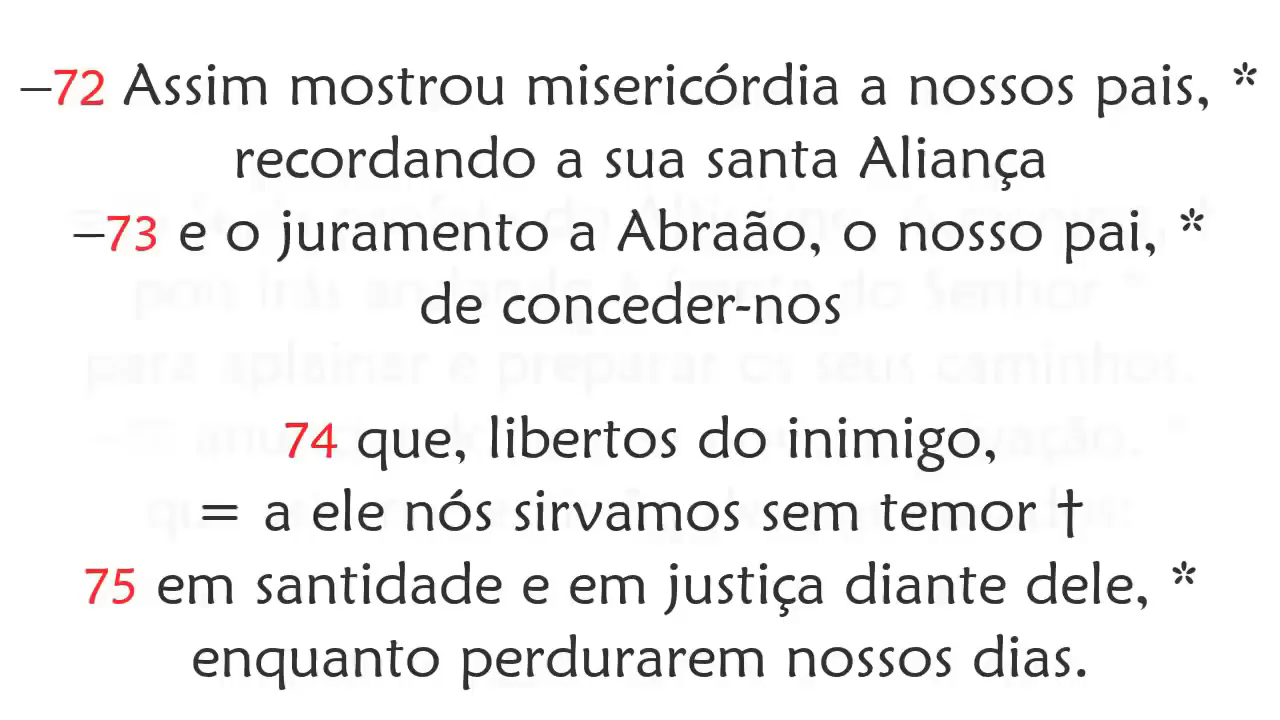 –72 Assim mostrou misericórdia a nossos pais, *
recordando a sua santa Aliança
–73 e o juramento a Abraão, o nosso pai, *
de conceder-nos
74 que, libertos do inimigo,
= a ele nós sirvamos sem temor †
75 em santidade e em justiça diante dele, *
enquanto perdurarem nossos dias.